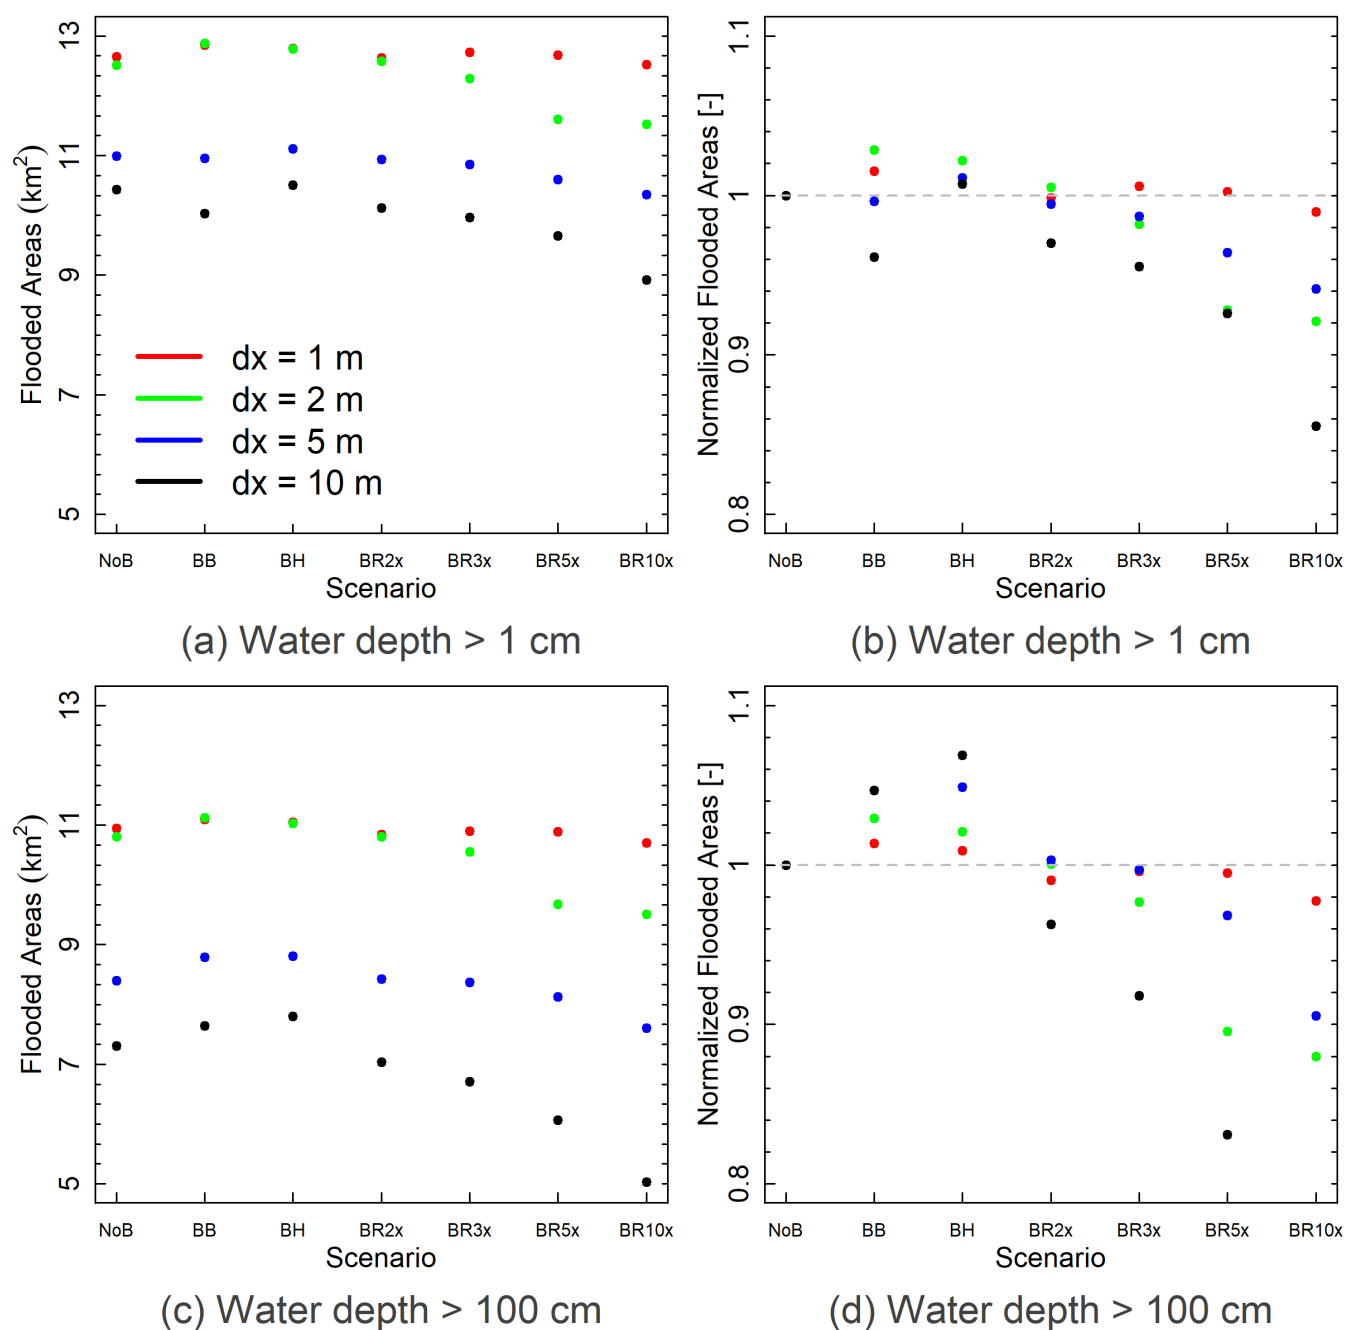 Flooded Areas (km²)
13
11
9
7
5
dx = 1 m
dx = 2 m
dx = 5 m
dx = 10 m
NoB BB BH BR2x BR3x BR5x BR10x
Scenario
(a) Water depth > 1 cm
Normalized Flooded Areas [-]
1.1
1
0.9
0.8
NoB BB BH BR2x BR3x BR5x BR10x
Scenario
(b) Water depth > 1 cm
Flooded Areas (km²)
13
11
9
7
5
NoB BB BH BR2x BR3x BR5x BR10x
Scenario
(c) Water depth > 100 cm
Normalized Flooded Areas [-]
1.1
1
0.9
0.8
NoB BB BH BR2x BR3x BR5x BR10x
Scenario
(d) Water depth > 100 cm